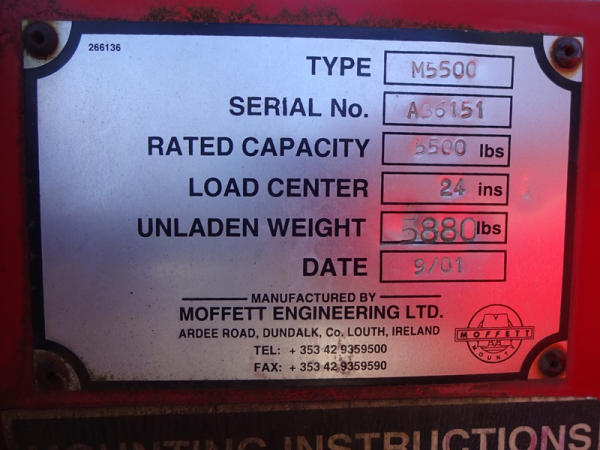 266136
TYPE M5500
SERIAL No. A36151
RATED CAPACITY 5500 lbs
LOAD CENTER 24 ins
UNLADEN WEIGHT 5880 lbs
DATE 9/01
MANUFACTURED BY
MOFFETT ENGINEERING LTD.
ARDEE ROAD, DUNDALK, Co. LOUTH, IRELAND
TEL: + 353 42 9359500
FAX: + 353 42 9359590
MOFFETT
MOUNTY
MOUNTING INSTRUCTIONS